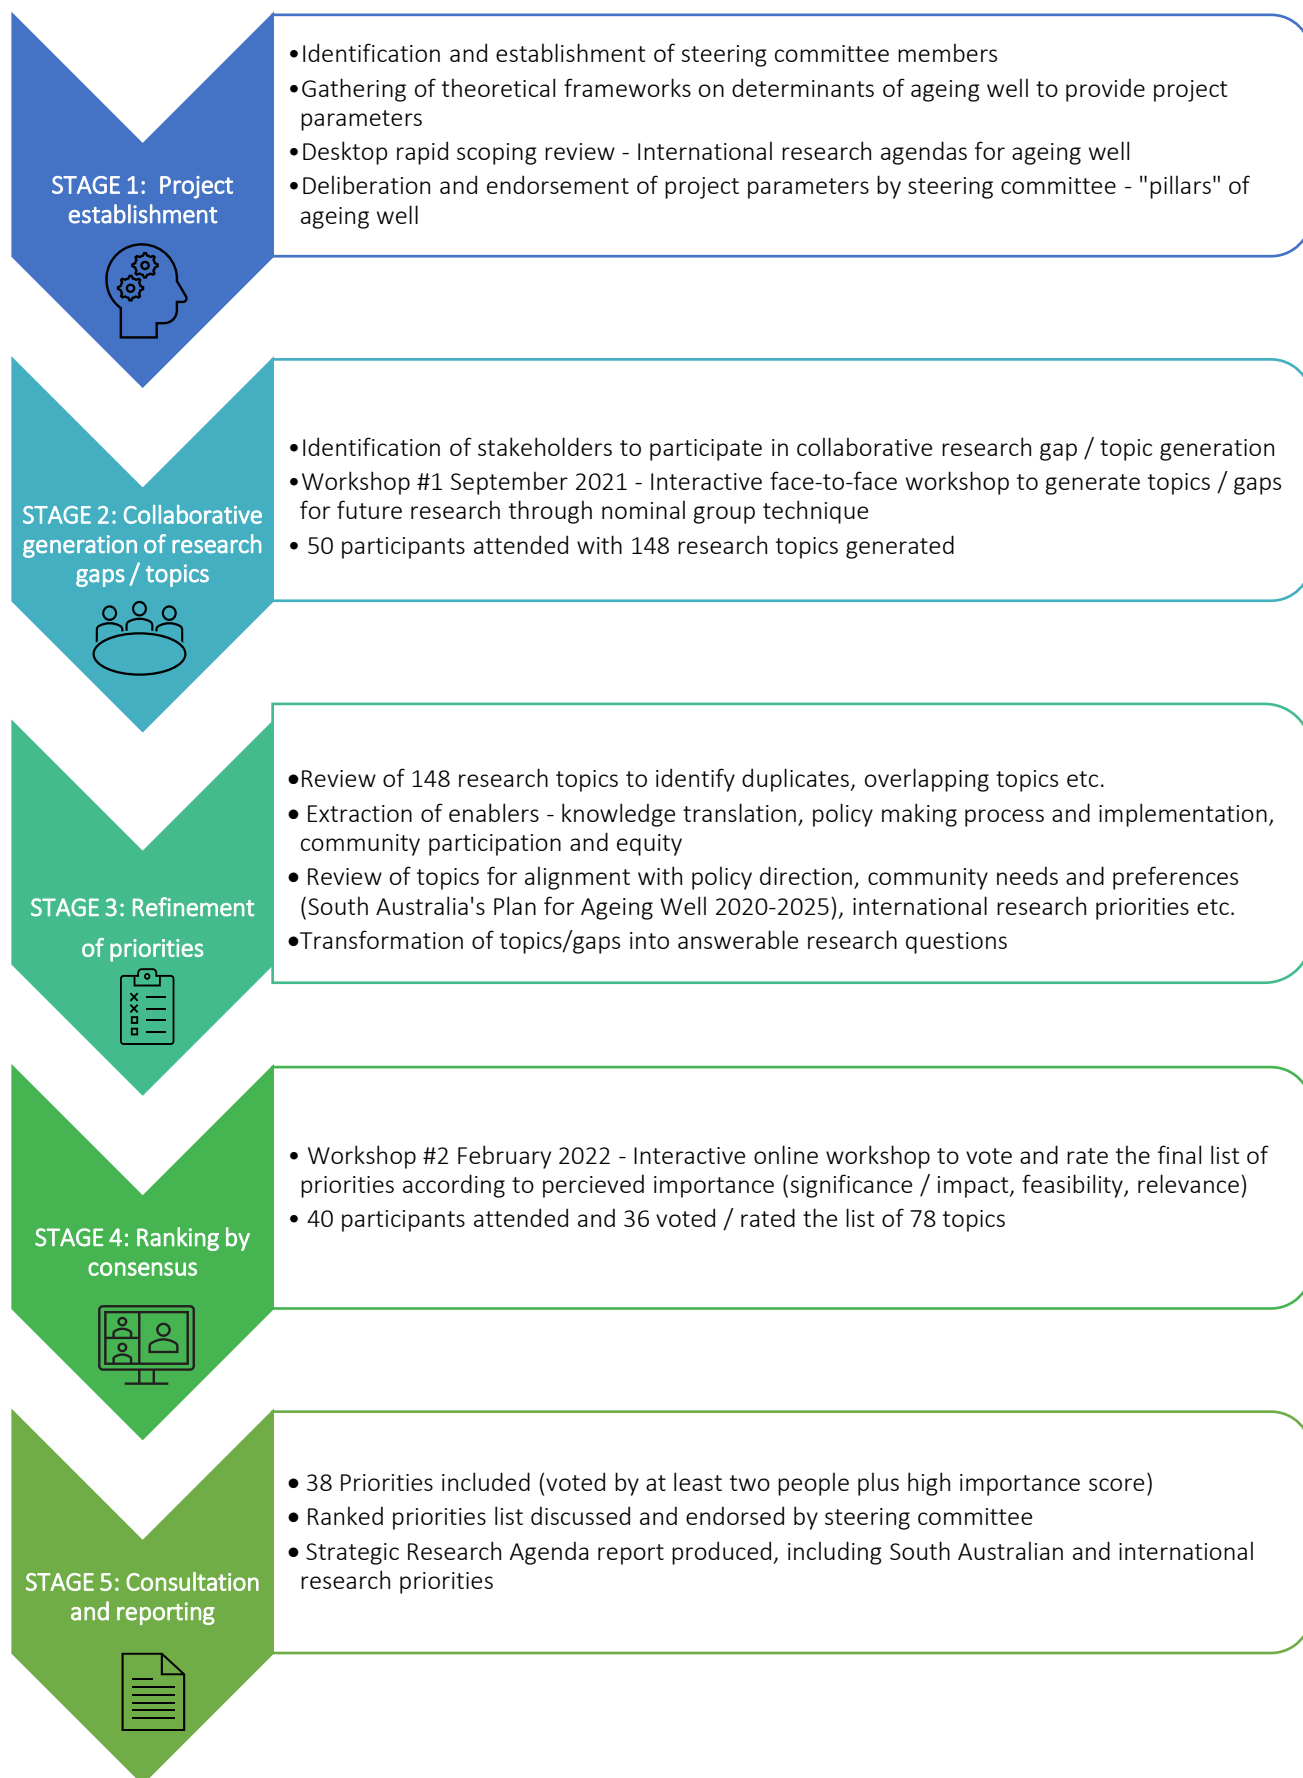 STAGE 1:  Project
establishment
•Identification and establishment of steering committee members
•Gathering of theoretical frameworks on determinants of ageing well to provide project
parameters
•Desktop rapid scoping review - International research agendas for ageing well
•Deliberation and endorsement of project parameters by steering committee - "pillars" of
ageing well
STAGE 2: Collaborative
generation of research
gaps / topics
•Identification of stakeholders to participate in collaborative research gap / topic generation
•Workshop #1 September 2021 - Interactive face-to-face workshop to generate topics / gaps
for future research through nominal group technique
• 50 participants attended with 148 research topics generated
STAGE 3: Refinement
of priorities
•Review of 148 research topics to identify duplicates, overlapping topics etc.
• Extraction of enablers - knowledge translation, policy making process and implementation,
community participation and equity
• Review of topics for alignment with policy direction, community needs and preferences
(South Australia's Plan for Ageing Well 2020-2025), international research priorities etc.
•Transformation of topics/gaps into answerable research questions
STAGE 4: Ranking by
consensus
• Workshop #2 February 2022 - Interactive online workshop to vote and rate the final list of
priorities according to percieved importance (significance / impact, feasibility, relevance)
• 40 participants attended and 36 voted / rated the list of 78 topics
STAGE 5: Consultation
and reporting
• 38 Priorities included (voted by at least two people plus high importance score)
• Ranked priorities list discussed and endorsed by steering committee
• Strategic Research Agenda report produced, including South Australian and international
research priorities